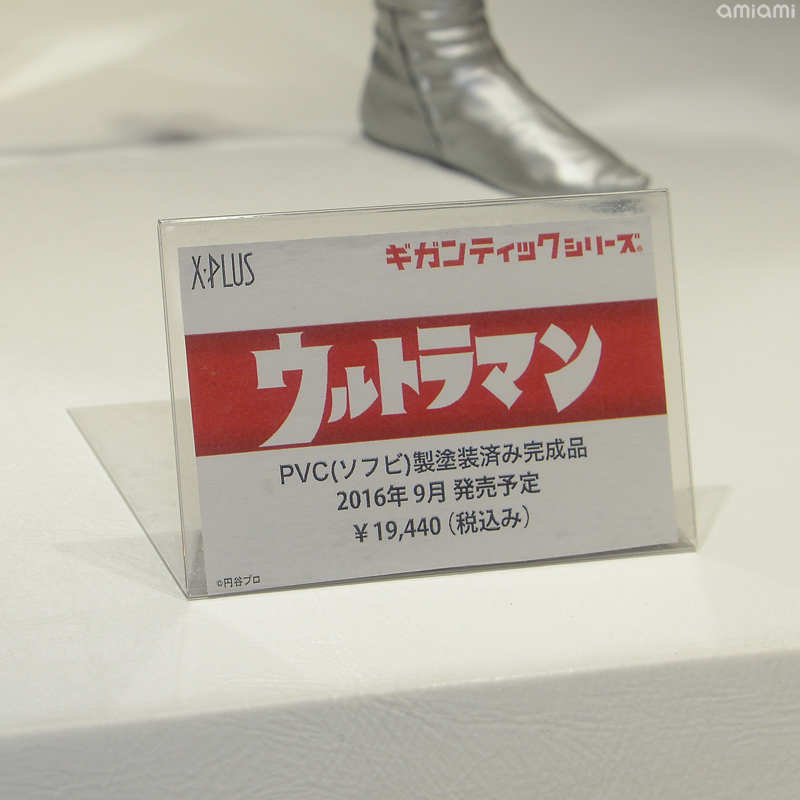 amiami
X-PLUS
ギガンティックシリーズ
ウルトラマン
PVC(ソフビ)製塗装済み完成品
2016年 9月 発売予定
¥19,440 (税込み)
©円谷プロ